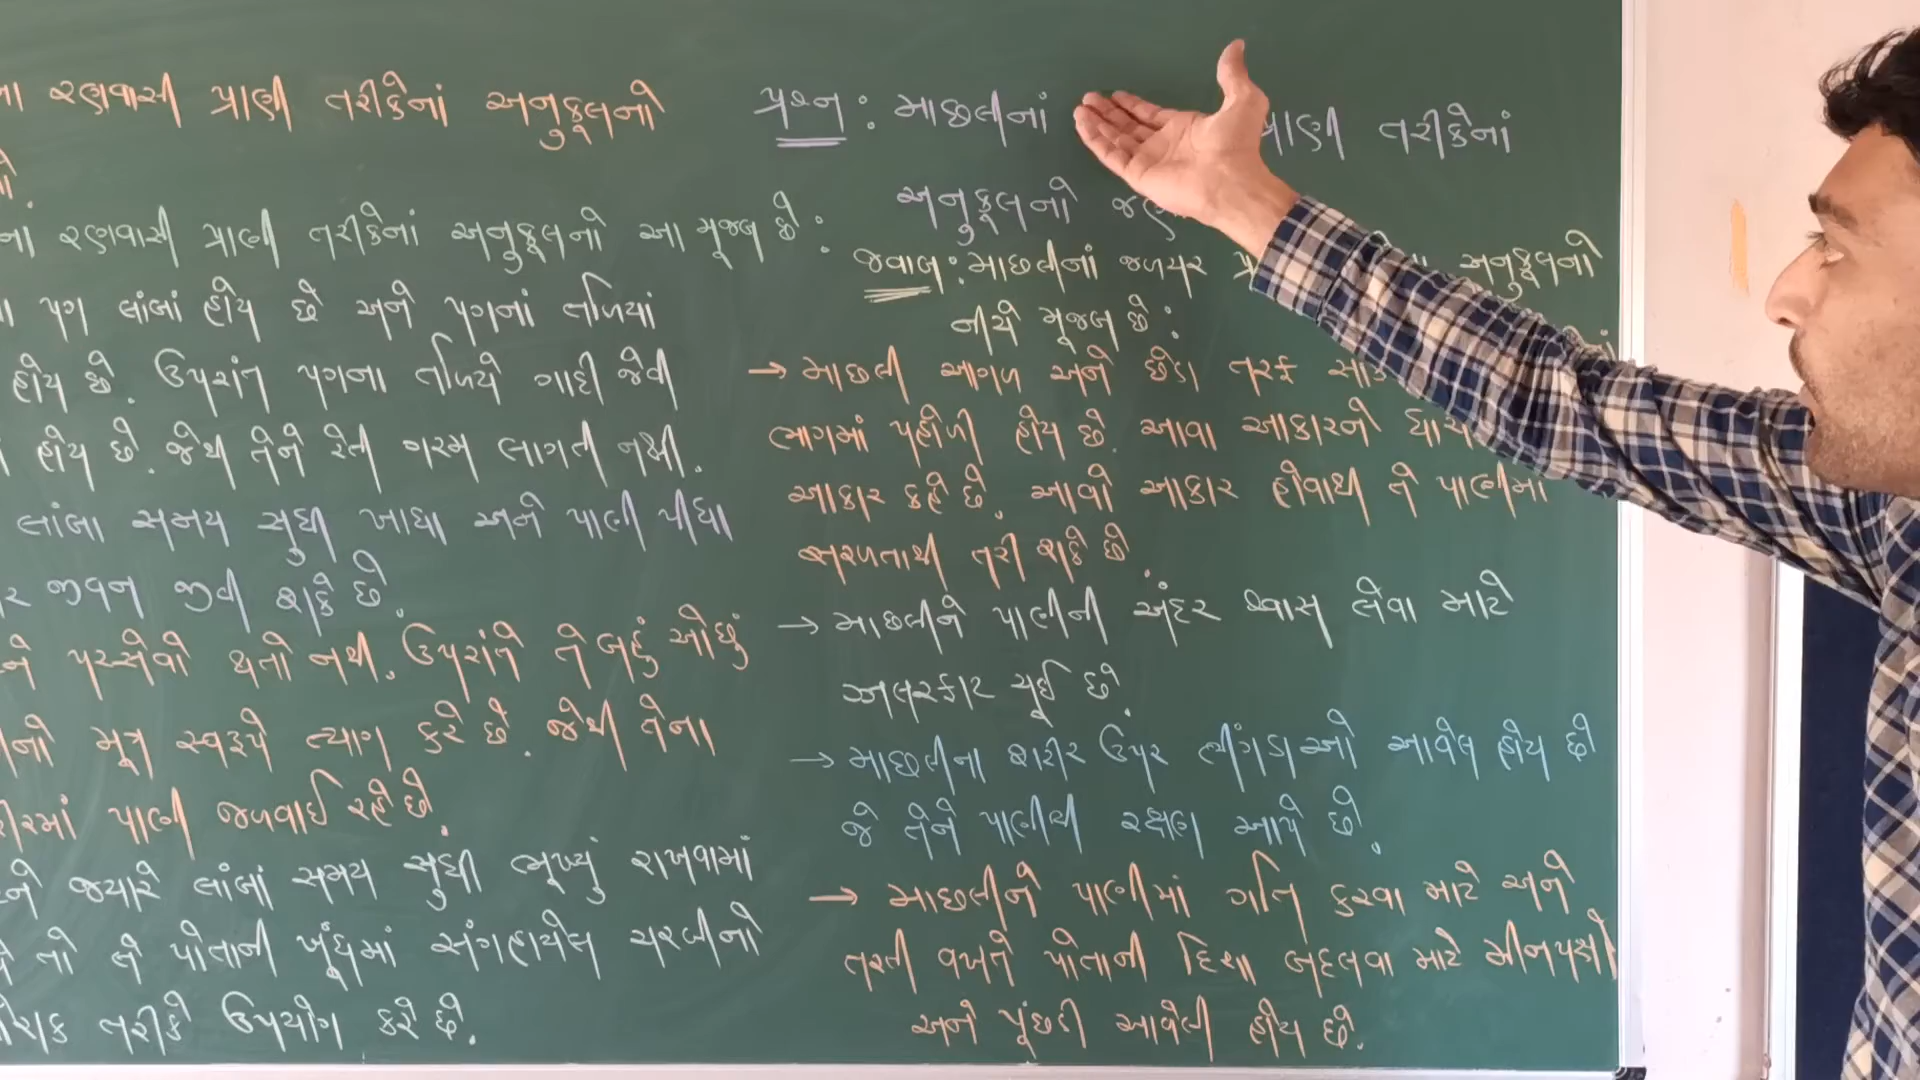 રણવાસી પ્રાણી તરીકેનાં અનુકૂલનો
રણવાસી પ્રાણી તરીકેનાં અનુકૂલનો આ મૂજબ છે :
પગ લાંબાં હોય છે અને પગનાં તળિયાં
હોય છે. ઉપરાંત પગના તળિયે ગાદી જેવી
હોય છે. જેથી તેને રેતી ગરમ લાગતી નથી.
લાંબા સમય સુધી ખાધા અને પાણી પીધા
જીવન જીવી શકે છે.
પરસેવો થતો નથી. ઉપરાંત તે બહું ઓછું
મૂત્ર સ્વરૂપે ત્યાગ કરે છે. જેથી તેના
પાણી જળવાઈ રહે છે.
જ્યારે લાંબાં સમય સુધી ભૂખ્યું રાખવામાં
તો તે પોતાની ખૂંધમાં સંગ્રહાયેલ ચરબીનો
તરીકે ઉપયોગ કરે છે.
પ્રશ્ન : માછલીનાં પ્રાણી તરીકેનાં
અનુકૂલનો
જવાબ : માછલીનાં જળચર અનુકૂલનો
નીચે મૂજબ છે :
→ માછલી આગળ અને છેડા તરફ
ભાગમાં પહોળી હોય છે. આવા આકારને
આકાર કહે છે. આવો આકાર હોવાથી તે પાણીમાં
સરળતાથી તરી શકે છે.
→ માછલીને પાણીની અંદર શ્વાસ લેવા માટે
ઝાલરફાટ ચૂઈ છે.
→ માછલીના શરીર ઉપર ભીંગડાઓ આવેલ હોય છે
જે તેને પાણીથી રક્ષણ આપે છે.
→ માછલીને પાણીમાં ગતિ કરવા માટે અને
તરતી વખતે પોતાની દિશા બદલવા માટે મીનપક્ષો
અને પૂંછડી આવેલી હોય છે.